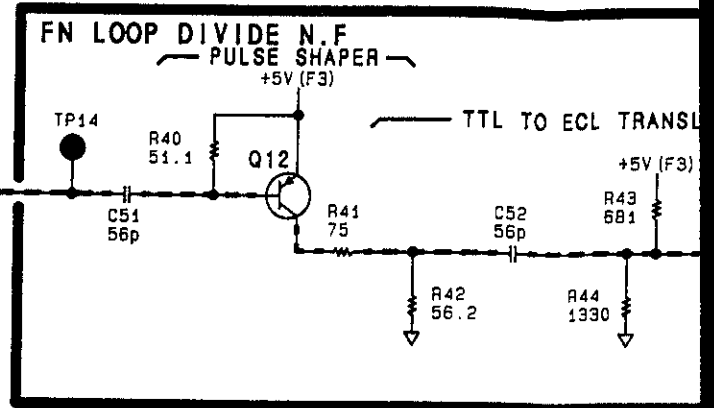 FN LOOP DIVIDE N.F
PULSE SHAPER
+5V (F3)
TP14
TTL TO ECL TRANSL
R40
51.1
Q12
+5V (F3)
C51
56p
R41
75
C52
56p
R43
681
R42
56.2
R44
1330